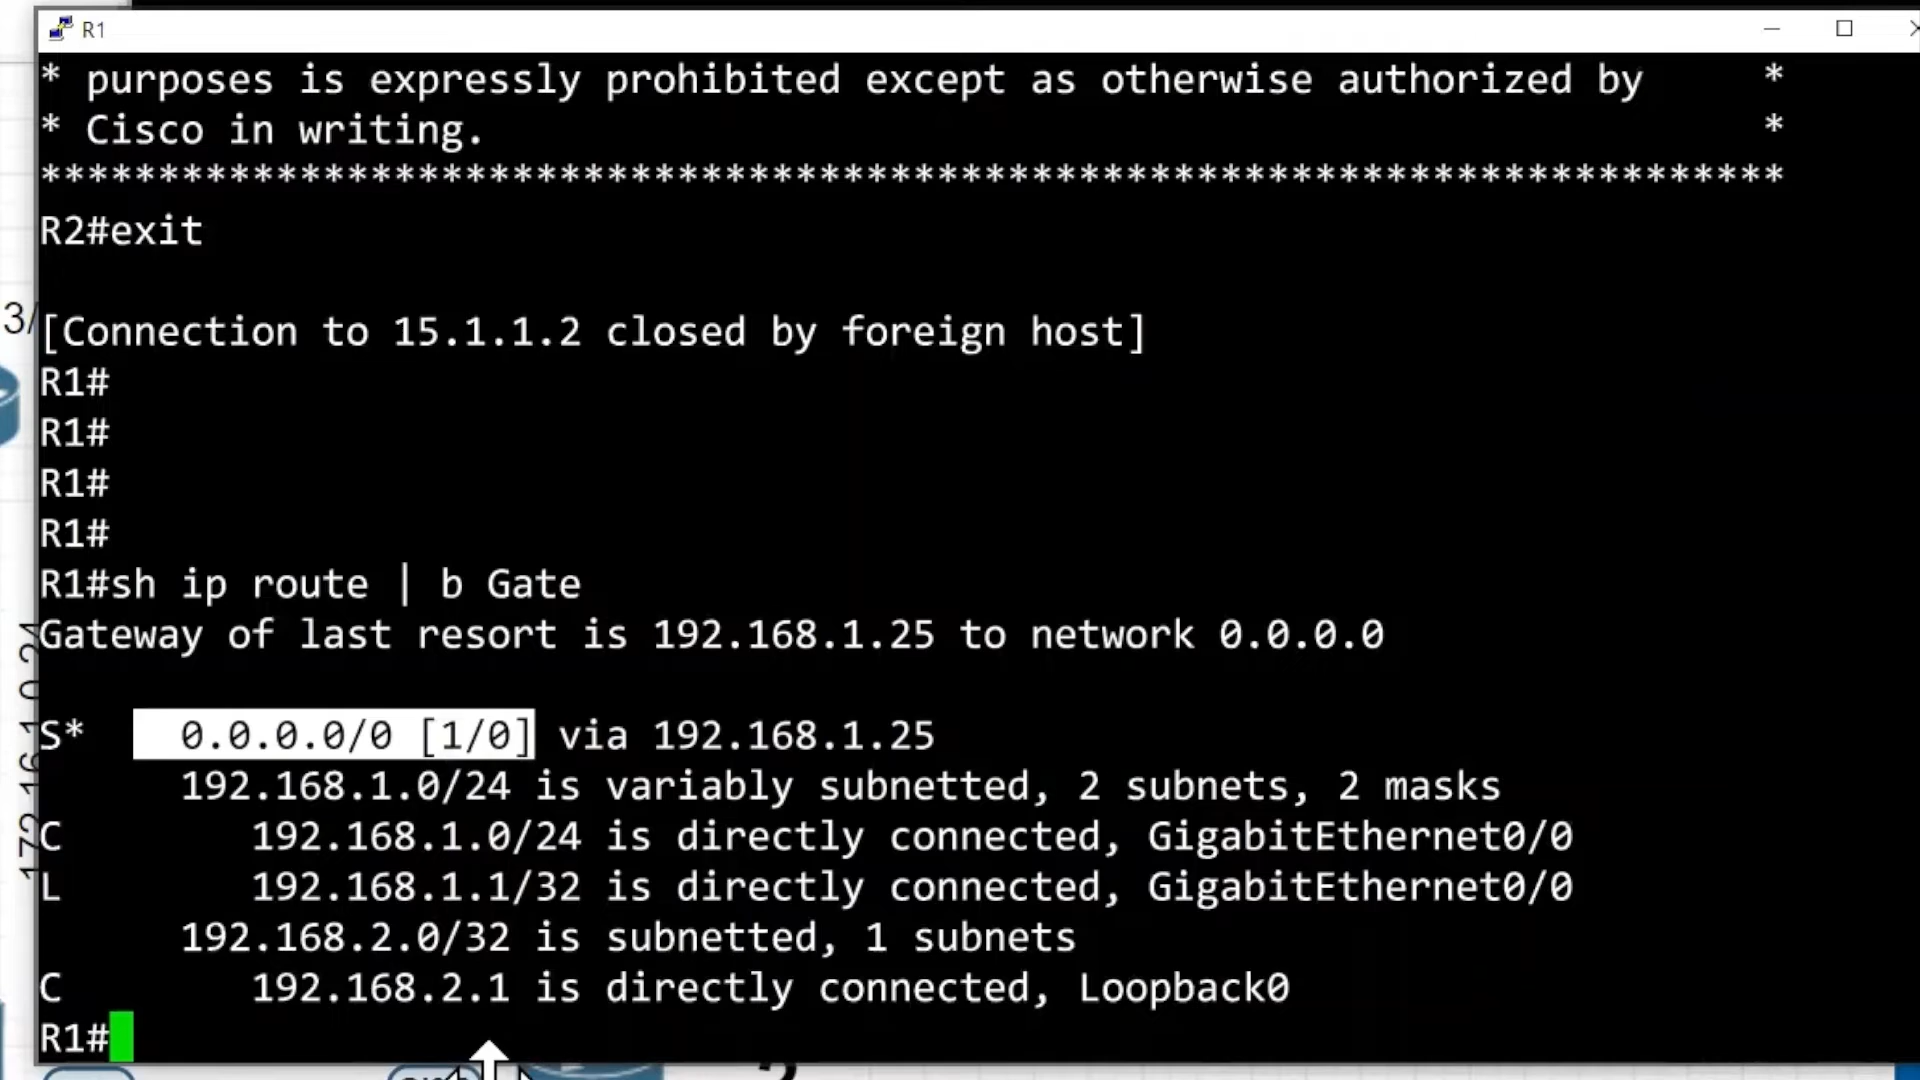 R1
* purposes is expressly prohibited except as otherwise authorized by *
* Cisco in writing. *
**************************************************************************
R2#exit
[Connection to 15.1.1.2 closed by foreign host]
R1#
R1#
R1#
R1#
R1#sh ip route | b Gate
Gateway of last resort is 192.168.1.25 to network 0.0.0.0
S* 0.0.0.0/0 [1/0] via 192.168.1.25
192.168.1.0/24 is variably subnetted, 2 subnets, 2 masks
C 192.168.1.0/24 is directly connected, GigabitEthernet0/0
L 192.168.1.1/32 is directly connected, GigabitEthernet0/0
192.168.2.0/32 is subnetted, 1 subnets
C 192.168.2.1 is directly connected, Loopback0
R1#
3/